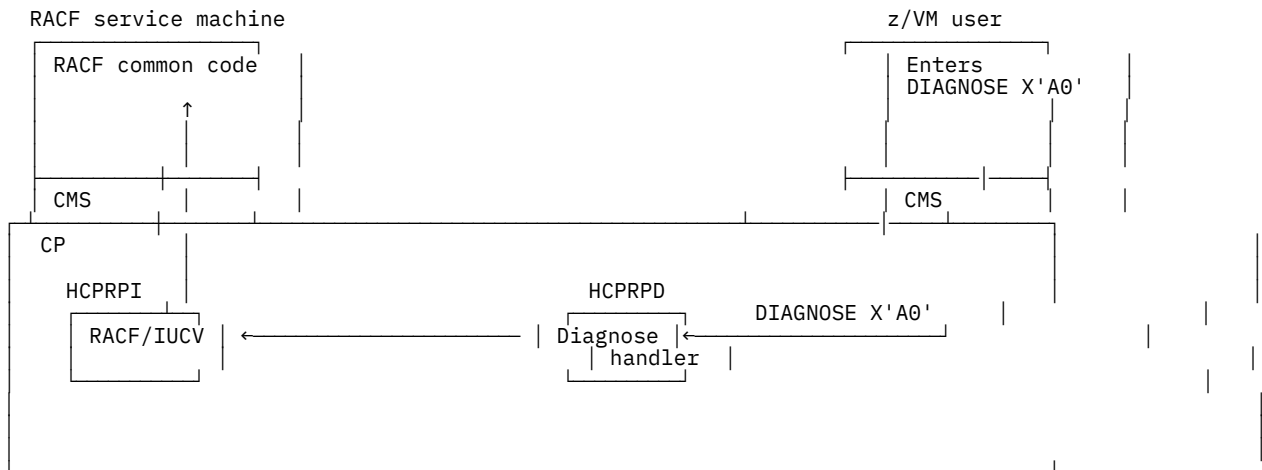 RACF service machine
z/VM user
RACF common code
Enters
DIAGNOSE X'A0'
CMS
CMS
CP
HCPRPI
HCPRPD
DIAGNOSE X'A0'
RACF/IUCV
Diagnose
handler